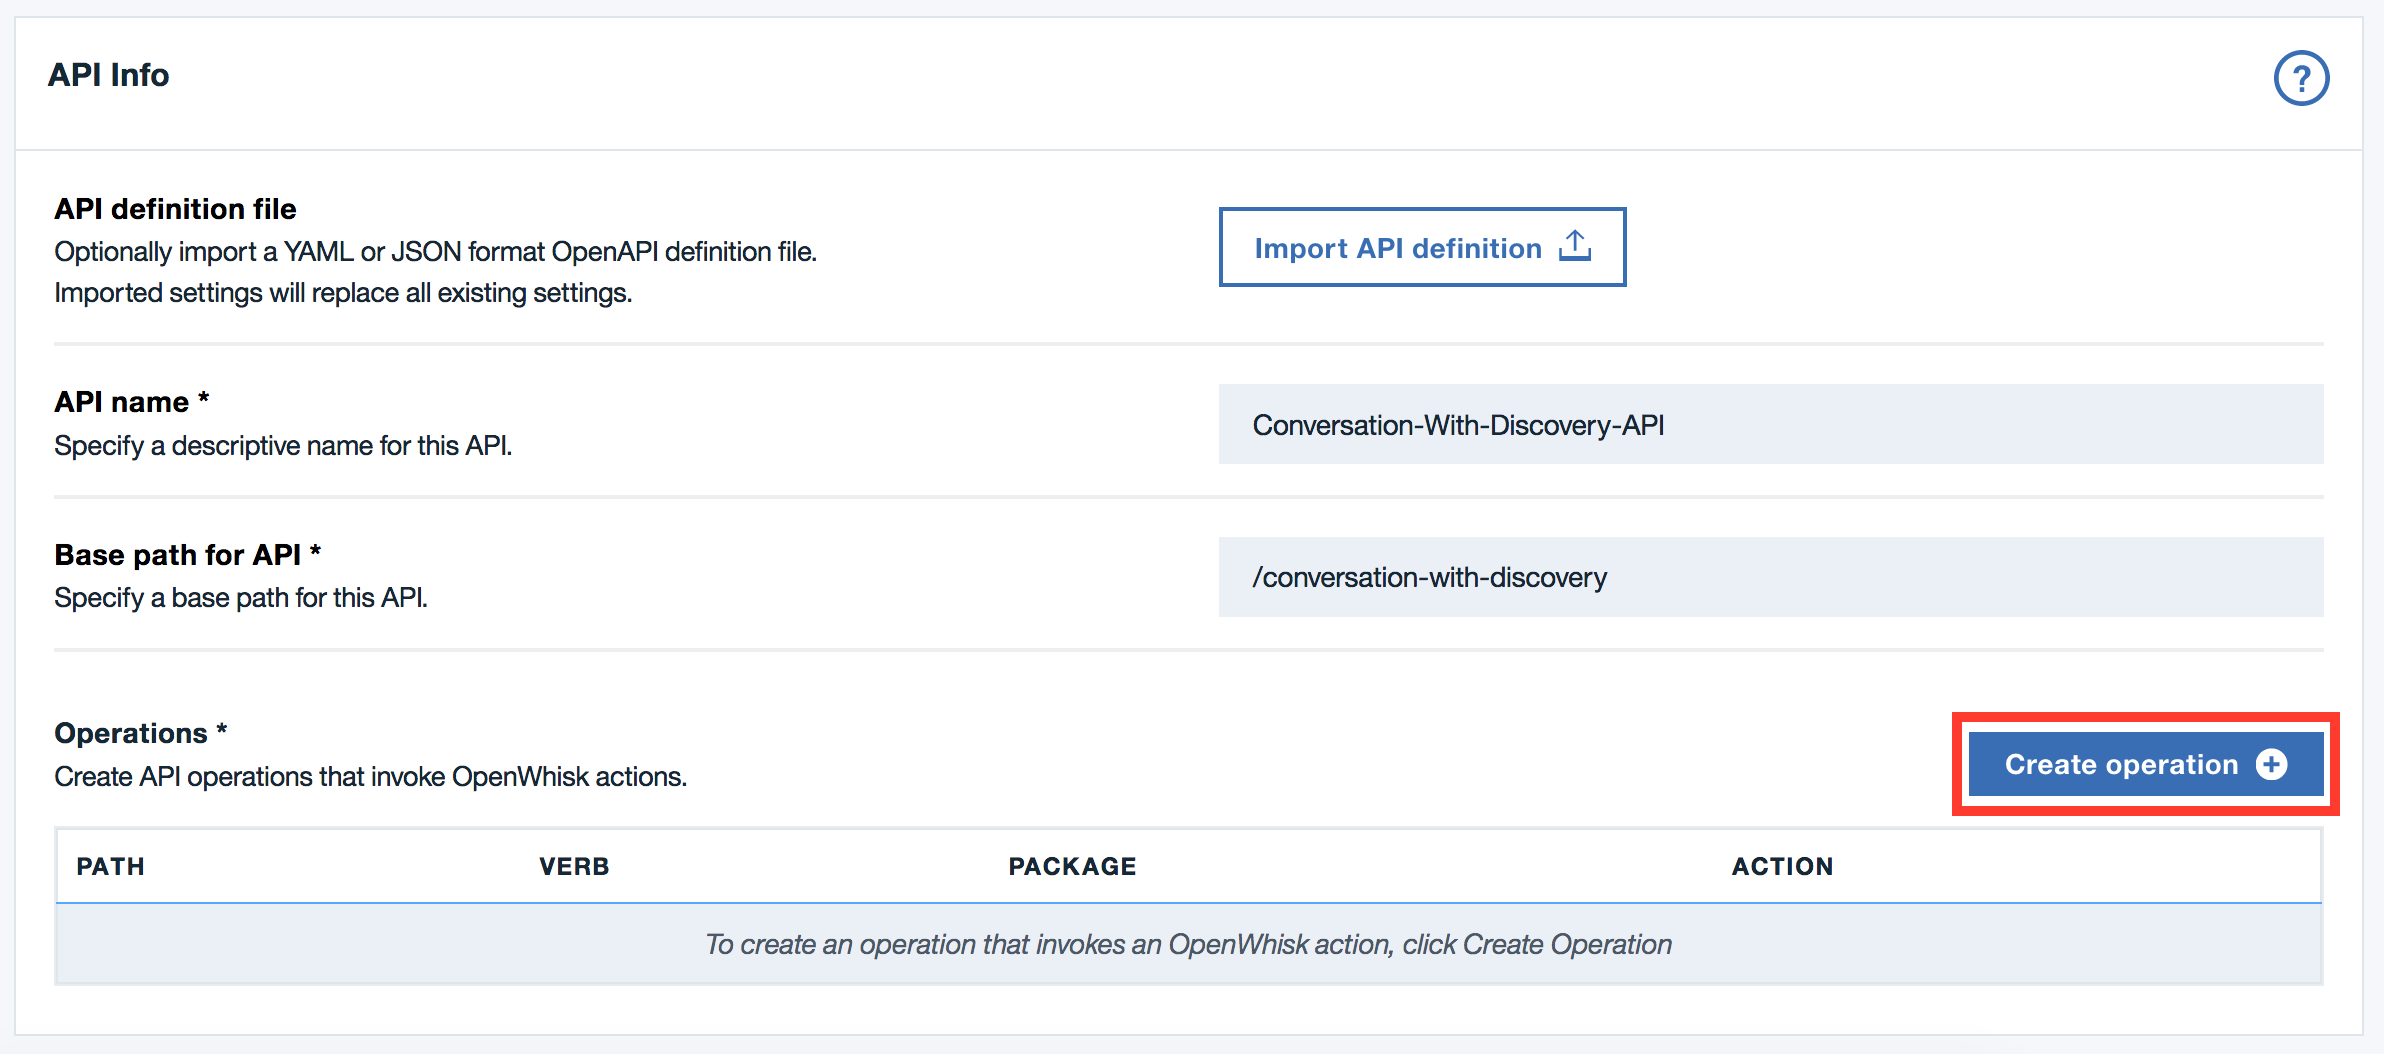 API Info
?
API definition file
Optionally import a YAML or JSON format OpenAPI definition file.
Imported settings will replace all existing settings.
Import API definition
API name *
Specify a descriptive name for this API.
Conversation-With-Discovery-API
Base path for API *
Specify a base path for this API.
/conversation-with-discovery
Operations *
Create API operations that invoke OpenWhisk actions.
Create operation
PATH VERB PACKAGE ACTION
To create an operation that invokes an OpenWhisk action, click Create Operation